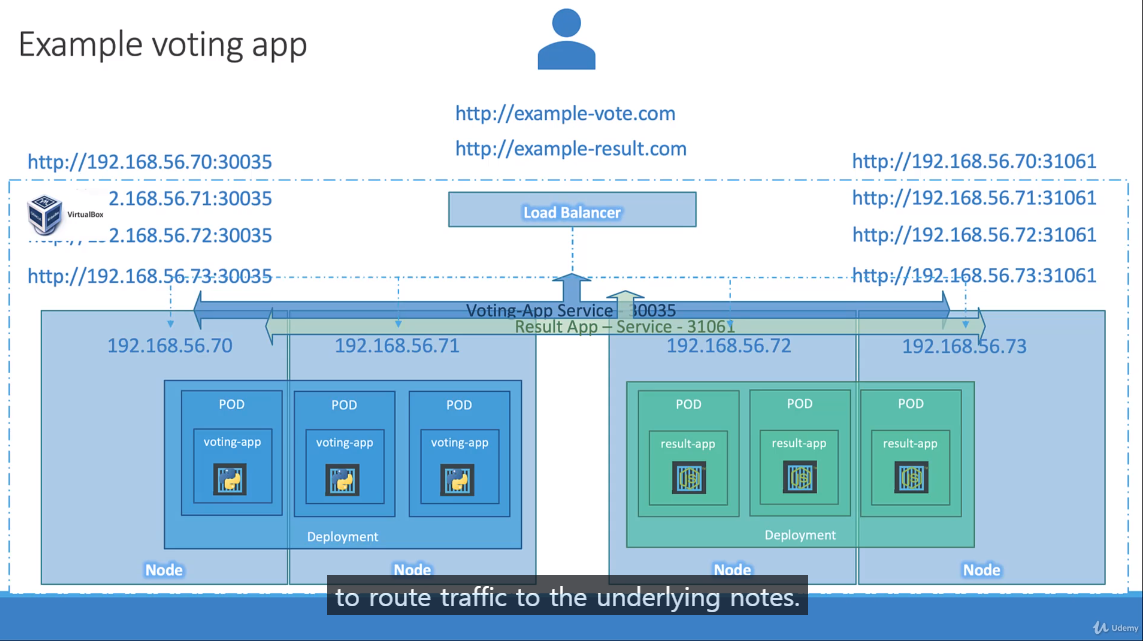 Example voting app
http://example-vote.com
http://example-result.com
http://192.168.56.70:30035
2.168.56.71:30035
2.168.56.72:30035
http://192.168.56.73:30035
VirtualBox
http://192.168.56.70:31061
http://192.168.56.71:31061
http://192.168.56.72:31061
http://192.168.56.73:31061
Load Balancer
Voting-App Service - 30035
Result App – Service - 31061
192.168.56.70
192.168.56.71
192.168.56.72
192.168.56.73
POD
voting-app
POD
voting-app
POD
voting-app
Deployment
POD
result-app
JS
POD
result-app
JS
POD
result-app
JS
Deployment
Node
Node
Node
Node
to route traffic to the underlying notes.
Udemy